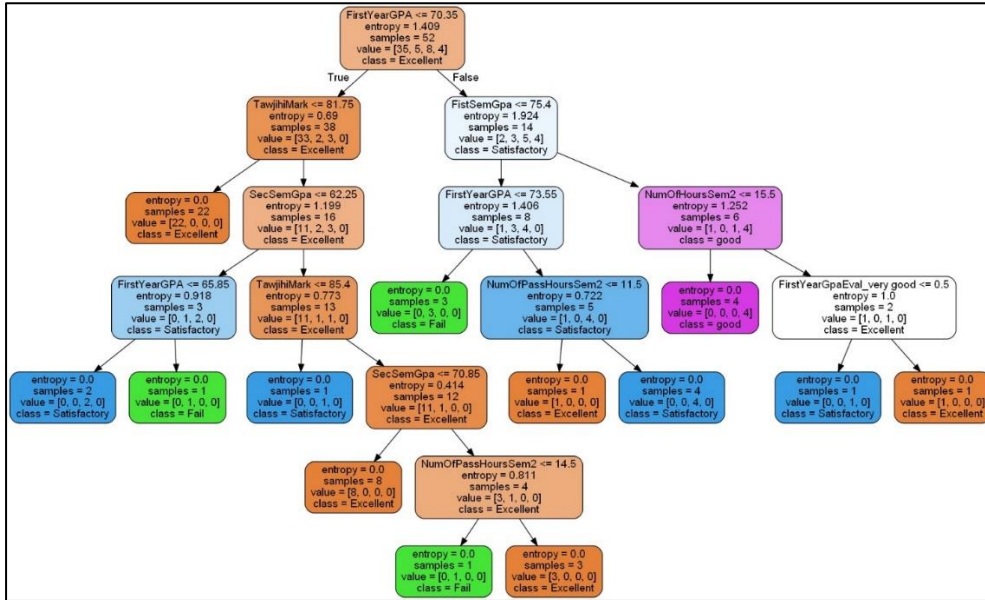 FirstYearGPA <= 70.35
entropy = 1.409
samples = 52
value = [35, 5, 8, 4]
class = Excellent
True
False
TawjihiMark <= 81.75
entropy = 0.69
samples = 38
value = [33, 2, 3, 0]
class = Excellent
FistSemGpa <= 75.4
entropy = 1.924
samples = 14
value = [2, 3, 5, 4]
class = Satisfactory
entropy = 0.0
samples = 22
value = [22, 0, 0, 0]
class = Excellent
SecSemGpa <= 62.25
entropy = 1.199
samples = 16
value = [11, 2, 3, 0]
class = Excellent
FirstYearGPA <= 73.55
entropy = 1.406
samples = 8
value = [1, 3, 4, 0]
class = Satisfactory
NumOfHoursSem2 <= 15.5
entropy = 1.252
samples = 6
value = [1, 0, 1, 4]
class = good
FirstYearGPA <= 65.85
entropy = 0.918
samples = 3
value = [0, 1, 2, 0]
class = Satisfactory
TawjihiMark <= 85.4
entropy = 0.773
samples = 13
value = [11, 1, 1, 0]
class = Excellent
entropy = 0.0
samples = 3
value = [0, 3, 0, 0]
class = Fail
NumOfPassHoursSem2 <= 11.5
entropy = 0.722
samples = 5
value = [1, 0, 4, 0]
class = Satisfactory
entropy = 0.0
samples = 4
value = [0, 0, 0, 4]
class = good
FirstYearGpaEval_very good <= 0.5
entropy = 1.0
samples = 2
value = [1, 0, 1, 0]
class = Excellent
entropy = 0.0
samples = 2
value = [0, 0, 2, 0]
class = Satisfactory
entropy = 0.0
samples = 1
value = [0, 1, 0, 0]
class = Fail
entropy = 0.0
samples = 1
value = [0, 0, 1, 0]
class = Satisfactory
SecSemGpa <= 70.85
entropy = 0.414
samples = 12
value = [11, 1, 0, 0]
class = Excellent
entropy = 0.0
samples = 1
value = [1, 0, 0, 0]
class = Excellent
entropy = 0.0
samples = 4
value = [0, 0, 4, 0]
class = Satisfactory
entropy = 0.0
samples = 1
value = [0, 0, 1, 0]
class = Satisfactory
entropy = 0.0
samples = 1
value = [1, 0, 0, 0]
class = Excellent
entropy = 0.0
samples = 8
value = [8, 0, 0, 0]
class = Excellent
NumOfPassHoursSem2 <= 14.5
entropy = 0.811
samples = 4
value = [3, 1, 0, 0]
class = Excellent
entropy = 0.0
samples = 1
value = [0, 1, 0, 0]
class = Fail
entropy = 0.0
samples = 3
value = [3, 0, 0, 0]
class = Excellent